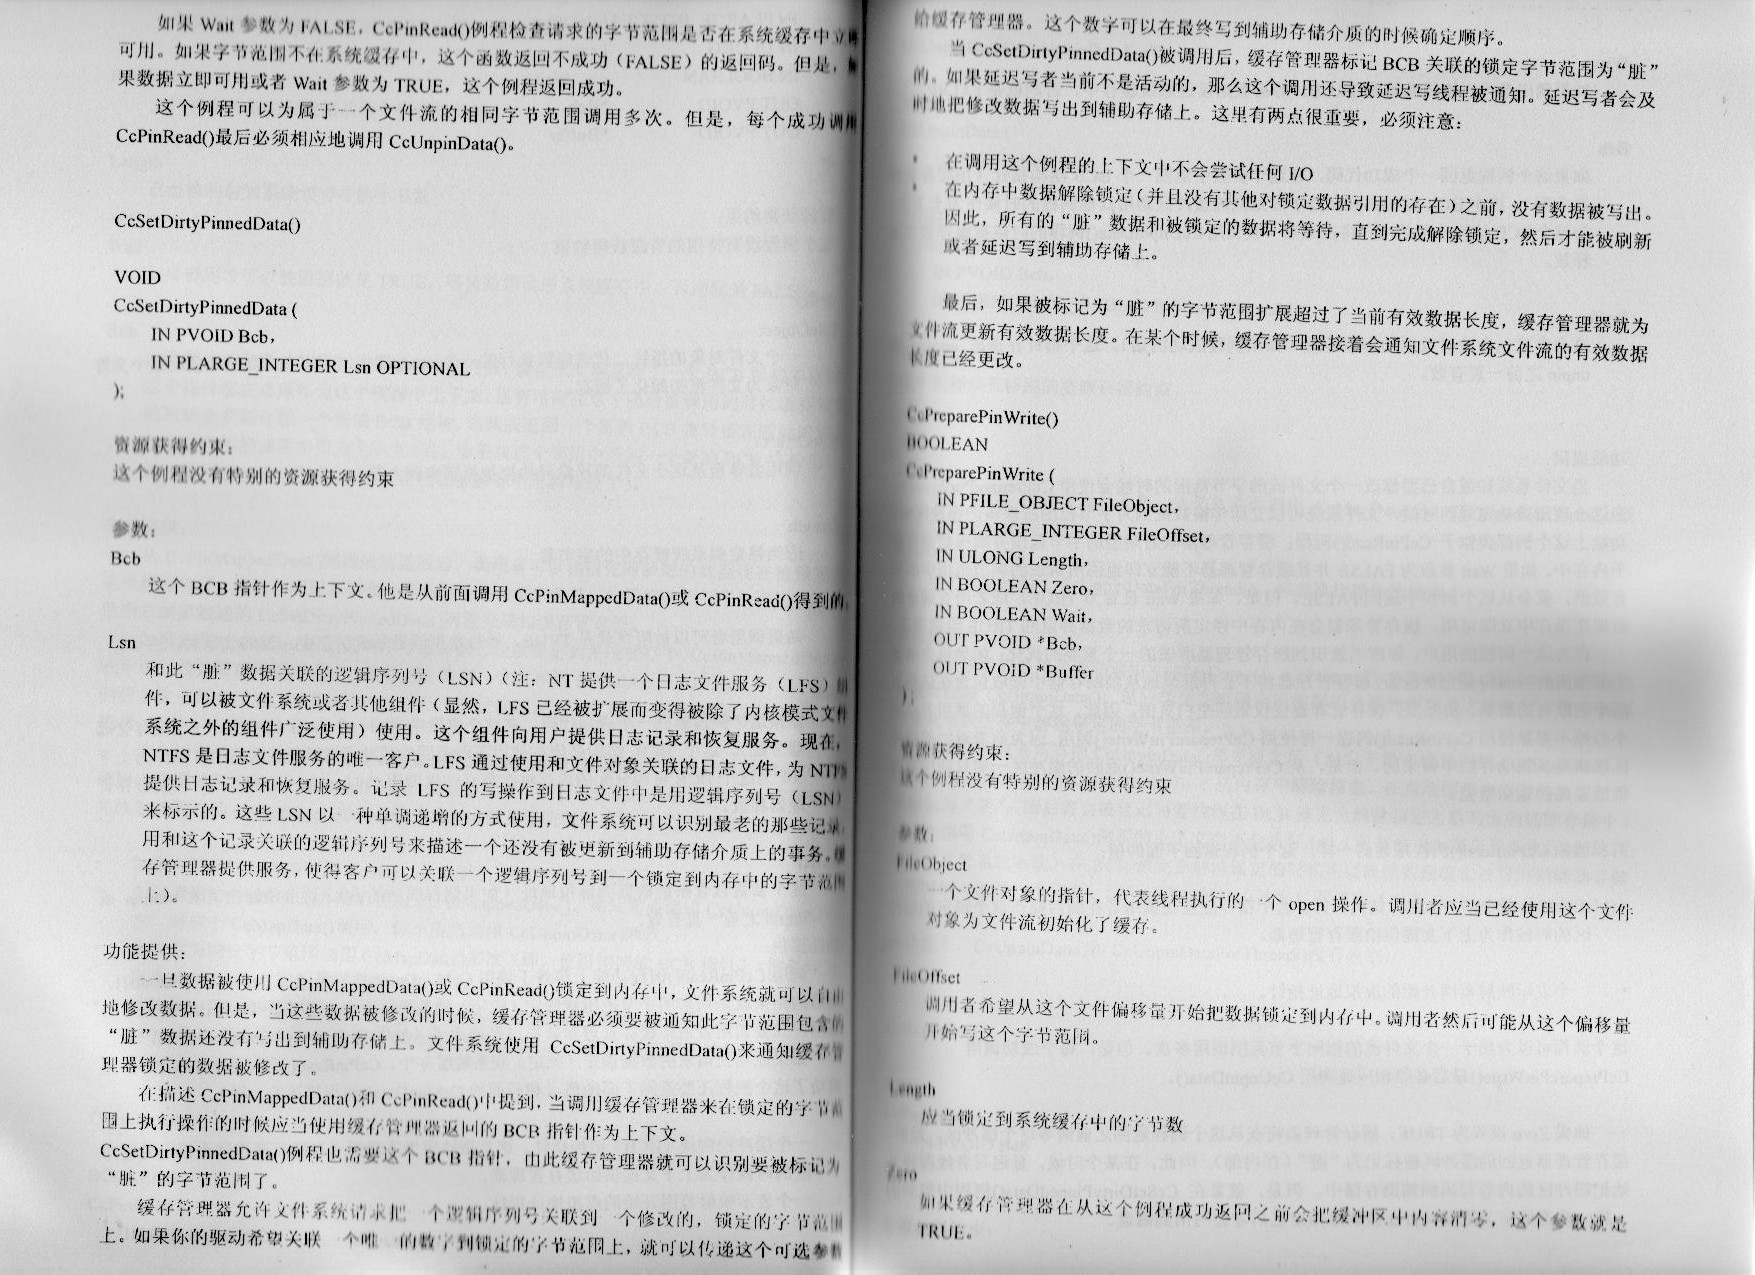 如果 Wait 参数为 FALSE，CcPinRead()例程检查请求的字节范围是否在系统缓存中立
可用。如果字节范围不在系统缓存中，这个函数返回不成功（FALSE）的返回码。但是，
果数据立即可用或者 Wait 参数为 TRUE，这个例程返回成功。
这个例程可以为属于一个文件流的相同字节范围调用多次。但是，每个成功调用
CcPinRead()最后必须相应地调用 CcUnpinData()。
CcSetDirtyPinnedData()
VOID
CcSetDirtyPinnedData (
IN PVOID Bcb,
IN PLARGE_INTEGER Lsn OPTIONAL
);
资源获得约束：
这个例程没有特别的资源获得约束
参数：
Bcb
这个 BCB 指针作为上下文。他是从前面调用 CcPinMappedData()或 CcPinRead()得到的
Lsn
和此“脏”数据关联的逻辑序列号（LSN）（注：NT 提供一个日志文件服务（LFS）
件，可以被文件系统或者其他组件（显然，LFS 已经被扩展而变得被除了内核模式文件
系统之外的组件广泛使用）使用。这个组件向用户提供日志记录和恢复服务。现在，
NTFS 是日志文件服务的唯一客户。LFS 通过使用和文件对象关联的日志文件，为 NTFS
提供日志记录和恢复服务。记录 LFS 的写操作到日志文件中是用逻辑序列号（LSN）
来标示的。这些 LSN 以一种单调递增的方式使用，文件系统可以识别最老的那些记录
用和这个记录关联的逻辑序列号来描述一个还没有被更新到辅助存储介质上的事务。
存管理器提供服务，使得客户可以关联一个逻辑序列号到一个锁定到内存中的字节范围
上）。
功能提供：
一旦数据被使用 CcPinMappedData()或 CcPinRead()锁定到内存中，文件系统就可以自由
地修改数据。但是，当这些数据被修改的时候，缓存管理器必须要被通知此字节范围包含的
“脏”数据还没有写出到辅助存储上。文件系统使用 CcSetDirtyPinnedData()来通知缓存管
理器锁定的数据被修改了。
在描述 CcPinMappedData()和 CcPinRead()中提到，当调用缓存管理器来在锁定的字节范
围上执行操作的时候应当使用缓存管理器返回的 BCB 指针作为上下文。
CcSetDirtyPinnedData()例程也需要这个 BCB 指针，由此缓存管理器就可以识别要被标记为
“脏”的字节范围了。
缓存管理器允许文件系统请求把一个逻辑序列号关联到一个修改的，锁定的字节范围
上。如果你的驱动希望关联一个唯一的数字到锁定的字节范围上，就可以传递这个可选参数
给缓存管理器。这个数字可以在最终写到辅助存储介质的时候确定顺序。
当 CcSetDirtyPinnedData()被调用后，缓存管理器标记 BCB 关联的锁定字节范围为“脏”
的。如果延迟写者当前不是活动的，那么这个调用还导致延迟写线程被通知。延迟写者会及
时地把修改数据写出到辅助存储上。这里有两点很重要，必须注意：
在调用这个例程的上下文中不会尝试任何 I/O
在内存中数据解除锁定（并且没有其他对锁定数据引用的存在）之前，没有数据被写出。
因此，所有的“脏”数据和被锁定的数据将等待，直到完成解除锁定，然后才能被刷新
或者延迟写到辅助存储上。
最后，如果被标记为“脏”的字节范围扩展超过了当前有效数据长度，缓存管理器就为
文件流更新有效数据长度。在某个时候，缓存管理器接着会通知文件系统文件流的有效数据
长度已经更改。
CcPreparePinWrite()
BOOLEAN
CcPreparePinWrite (
IN PFILE_OBJECT FileObject,
IN PLARGE_INTEGER FileOffset,
IN ULONG Length,
IN BOOLEAN Zero,
IN BOOLEAN Wait,
OUT PVOID *Bcb,
OUT PVOID *Buffer
);
资源获得约束：
这个例程没有特别的资源获得约束
参数：
FileObject
一个文件对象的指针，代表线程执行的一个 open 操作。调用者应当已经使用这个文件
对象为文件流初始化了缓存。
FileOffset
调用者希望从这个文件偏移量开始把数据锁定到内存中。调用者然后可能从这个偏移量
开始写这个字节范围。
Length
应当锁定到系统缓存中的字节数
Zero
如果缓存管理器在从这个例程成功返回之前会把缓冲区中内容清零，这个参数就是
TRUE。